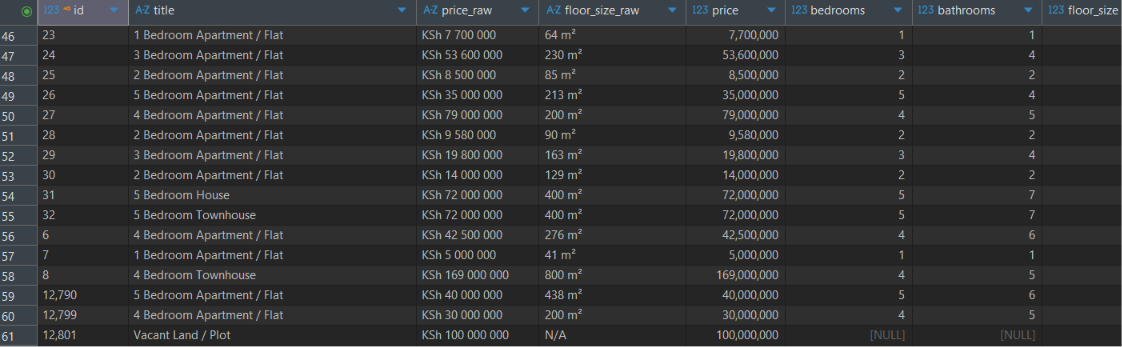 123 id A-Z title A-Z price_raw A-Z floor_size_raw 123 price 123 bedrooms 123 bathrooms 123 floor_size
46 23 1 Bedroom Apartment / Flat KSh 7 700 000 64 m² 7,700,000 1 1
47 24 3 Bedroom Apartment / Flat KSh 53 600 000 230 m² 53,600,000 3 4
48 25 2 Bedroom Apartment / Flat KSh 8 500 000 85 m² 8,500,000 2 2
49 26 5 Bedroom Apartment / Flat KSh 35 000 000 213 m² 35,000,000 5 4
50 27 4 Bedroom Apartment / Flat KSh 79 000 000 200 m² 79,000,000 4 5
51 28 2 Bedroom Apartment / Flat KSh 9 580 000 90 m² 9,580,000 2 2
52 29 3 Bedroom Apartment / Flat KSh 19 800 000 163 m² 19,800,000 3 4
53 30 2 Bedroom Apartment / Flat KSh 14 000 000 129 m² 14,000,000 2 2
54 31 5 Bedroom House KSh 72 000 000 400 m² 72,000,000 5 7
55 32 5 Bedroom Townhouse KSh 72 000 000 400 m² 72,000,000 5 7
56 6 4 Bedroom Apartment / Flat KSh 42 500 000 276 m² 42,500,000 4 6
57 7 1 Bedroom Apartment / Flat KSh 5 000 000 41 m² 5,000,000 1 1
58 8 4 Bedroom Townhouse KSh 169 000 000 800 m² 169,000,000 4 5
59 12,790 5 Bedroom Apartment / Flat KSh 40 000 000 438 m² 40,000,000 5 6
60 12,799 4 Bedroom Apartment / Flat KSh 30 000 000 200 m² 30,000,000 4 5
61 12,801 Vacant Land / Plot KSh 100 000 000 N/A 100,000,000 [NULL] [NULL]